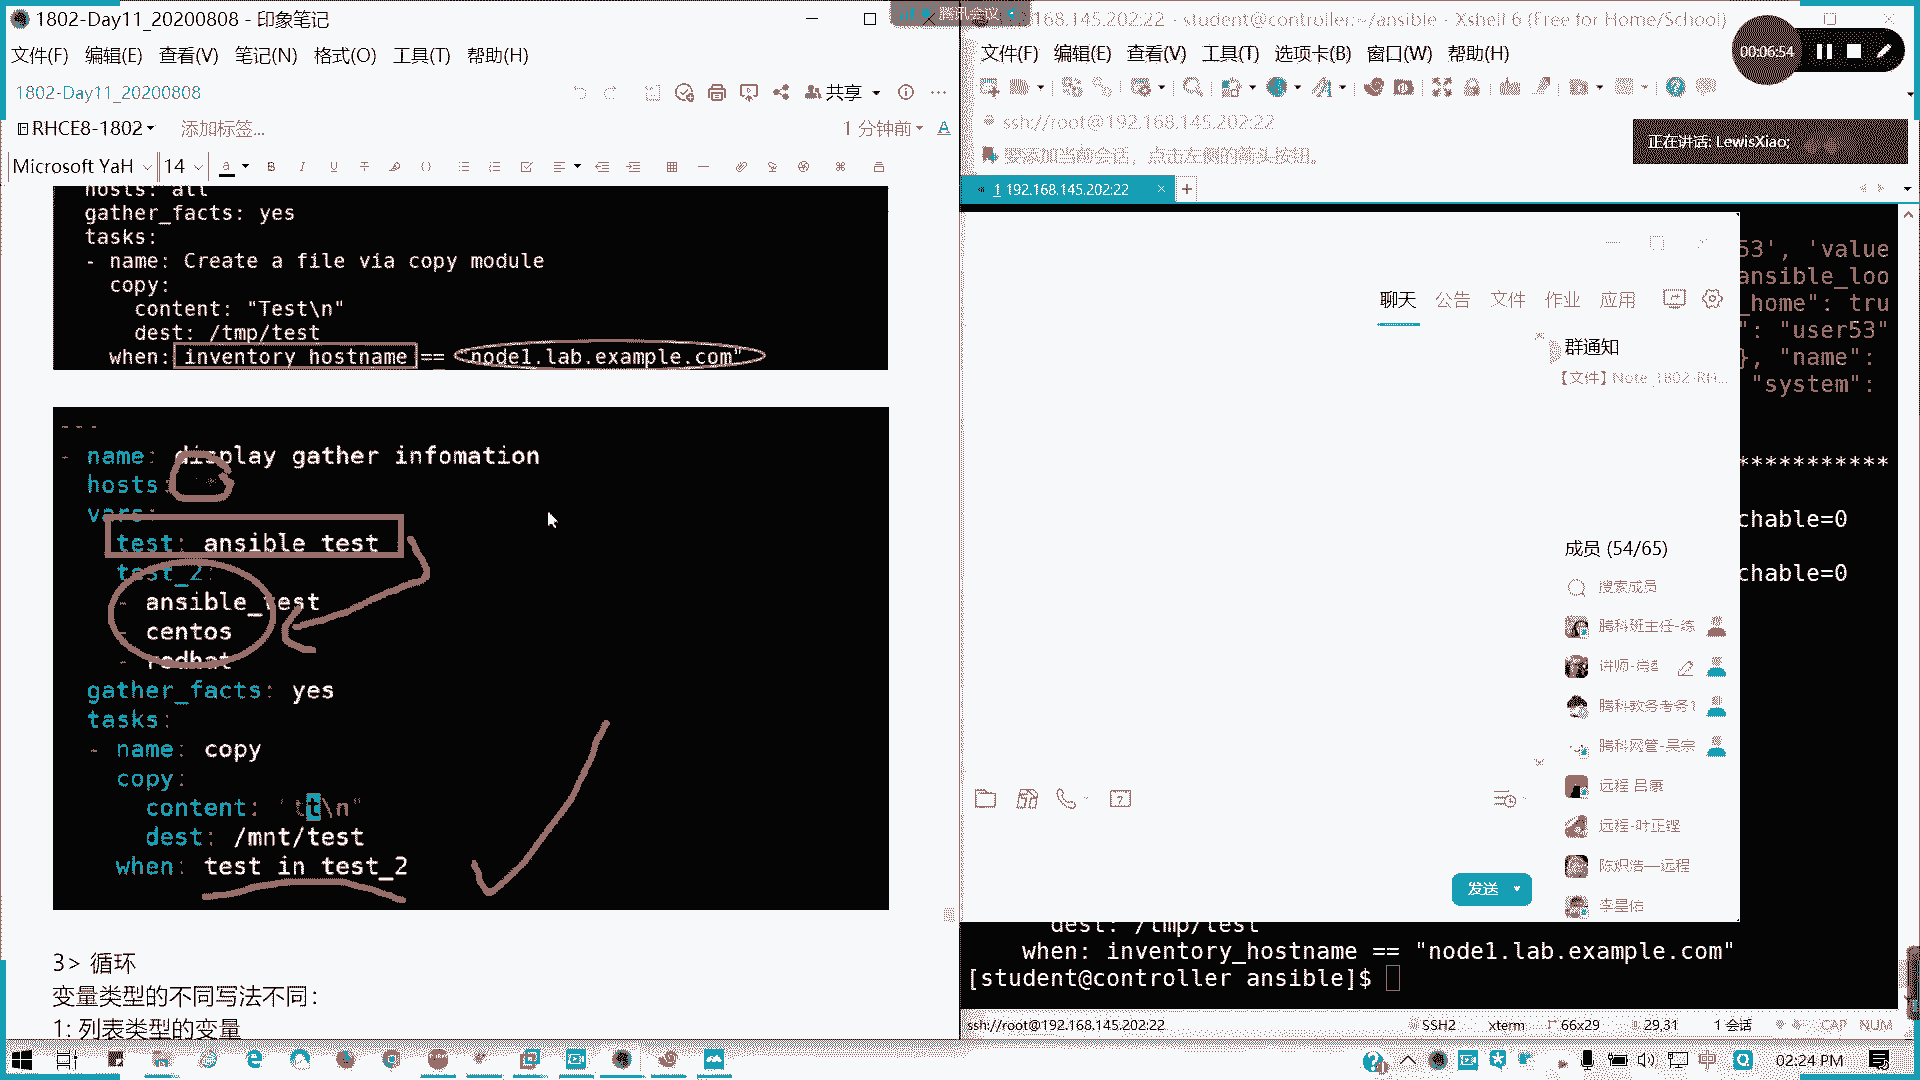 1802-Day11_20200808 - 印象笔记
文件(F) 编辑(E) 查看(V) 笔记(N) 格式(O) 工具(T) 帮助(H)
1802-Day11_20200808
共享
RHCE8-1802
添加标签...
1 分钟前
Microsoft YaH 14
hosts: all
gather_facts: yes
tasks:
- name: Create a file via copy module
copy:
content: "Test\n"
dest: /tmp/test
when: inventory_hostname == "node1.lab.example.com"
---
- name: display gather infomation
hosts:
vars:
test: ansible_test
test_2:
- ansible_test
- centos
- redhat
gather_facts: yes
tasks:
- name: copy
copy:
content: "tt\n"
dest: /mnt/test
when: test in test_2
3> 循环
变量类型的不同写法不同:
1: 列表类型的变量
腾讯会议
168.145.202:22 - student@controller:~/ansible - Xshell 6 (Free for Home/School)
文件(F) 编辑(E) 查看(V) 工具(T) 选项卡(B) 窗口(W) 帮助(H)
00:06:54
ssh://root@192.168.145.202:22
要添加当前会话，点击左侧的箭头按钮。
正在讲话: LewisXiao;
1 192.168.145.202:22
53', 'value
ansible_loo
_home": tru
": "user53"
}, "name":
"system":
***********
chable=0
chable=0
聊天 公告 文件 作业 应用
群通知
【文件】Note_1802-RH...
成员 (54/65)
搜索成员
腾科班主任-练
腾科教务考务1
腾科网管-吴宗
远程 吕康
远程-叶正铿
陈炽浩—远程
李星信
发送
dest: /tmp/test
when: inventory_hostname == "node1.lab.example.com"
[student@controller ansible]$
ssh://root@192.168.145.202:22
SSH2 xterm 66x29 29,31 1 会话 CAP NUM
中
02:24 PM